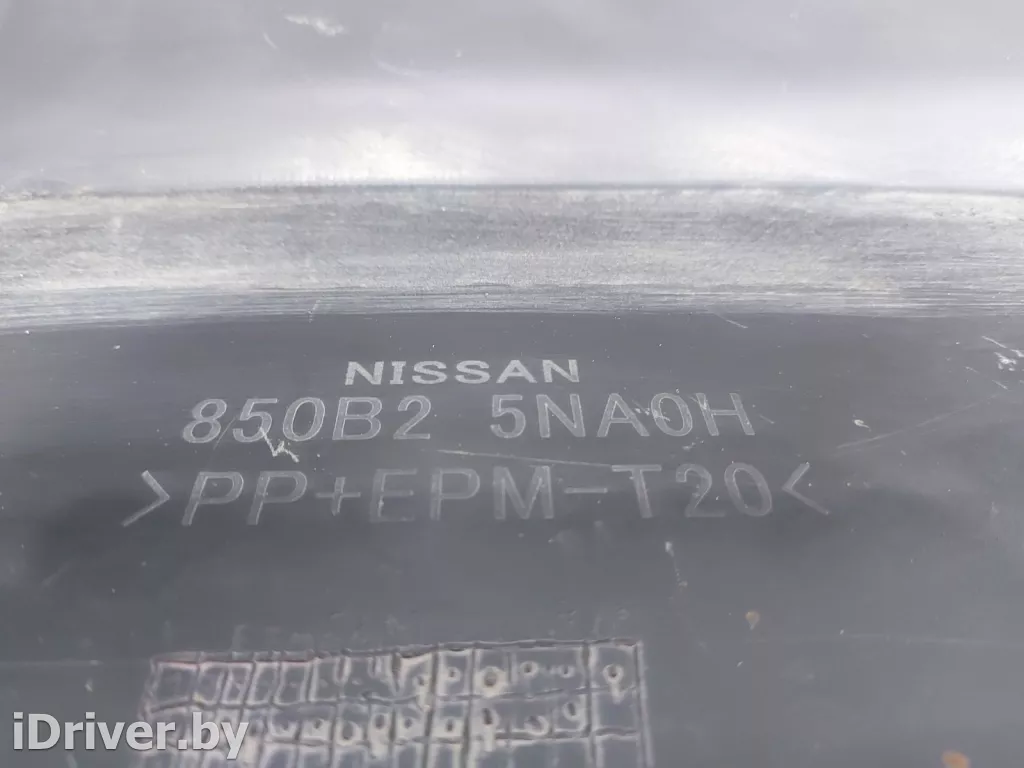 NISSAN
850B2 5NA0H
>PP+EPM-T20<
iDriver.by